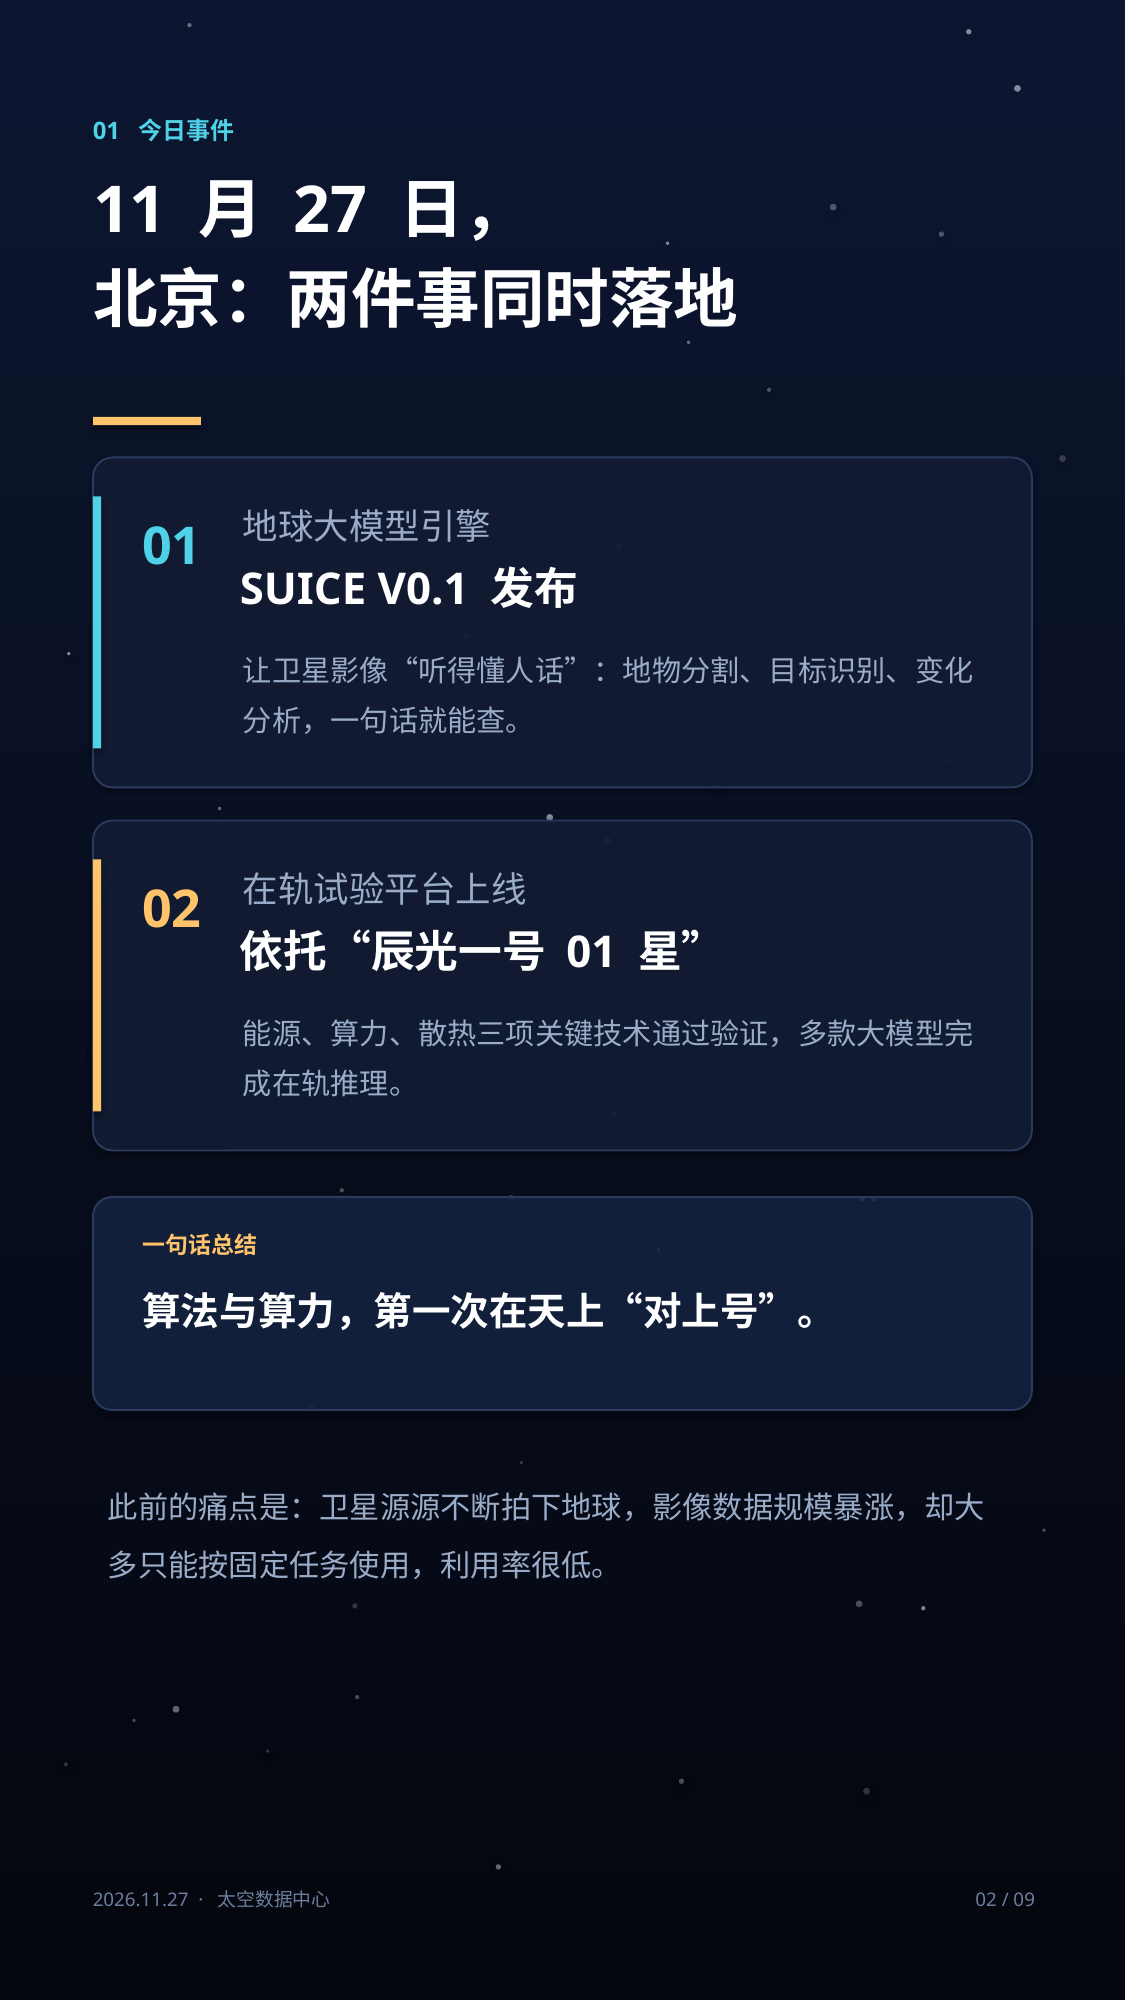 01 今日事件
11 月 27 日，
北京：两件事同时落地
01
地球大模型引擎
SUICE V0.1 发布
让卫星影像“听得懂人话”：地物分割、目标识别、变化
分析，一句话就能查。
02
在轨试验平台上线
依托“辰光一号 01 星”
能源、算力、散热三项关键技术通过验证，多款大模型完
成在轨推理。
一句话总结
算法与算力，第一次在天上“对上号”。
此前的痛点是：卫星源源不断拍下地球，影像数据规模暴涨，却大
多只能按固定任务使用，利用率很低。
2026.11.27 · 太空数据中心
02 / 09